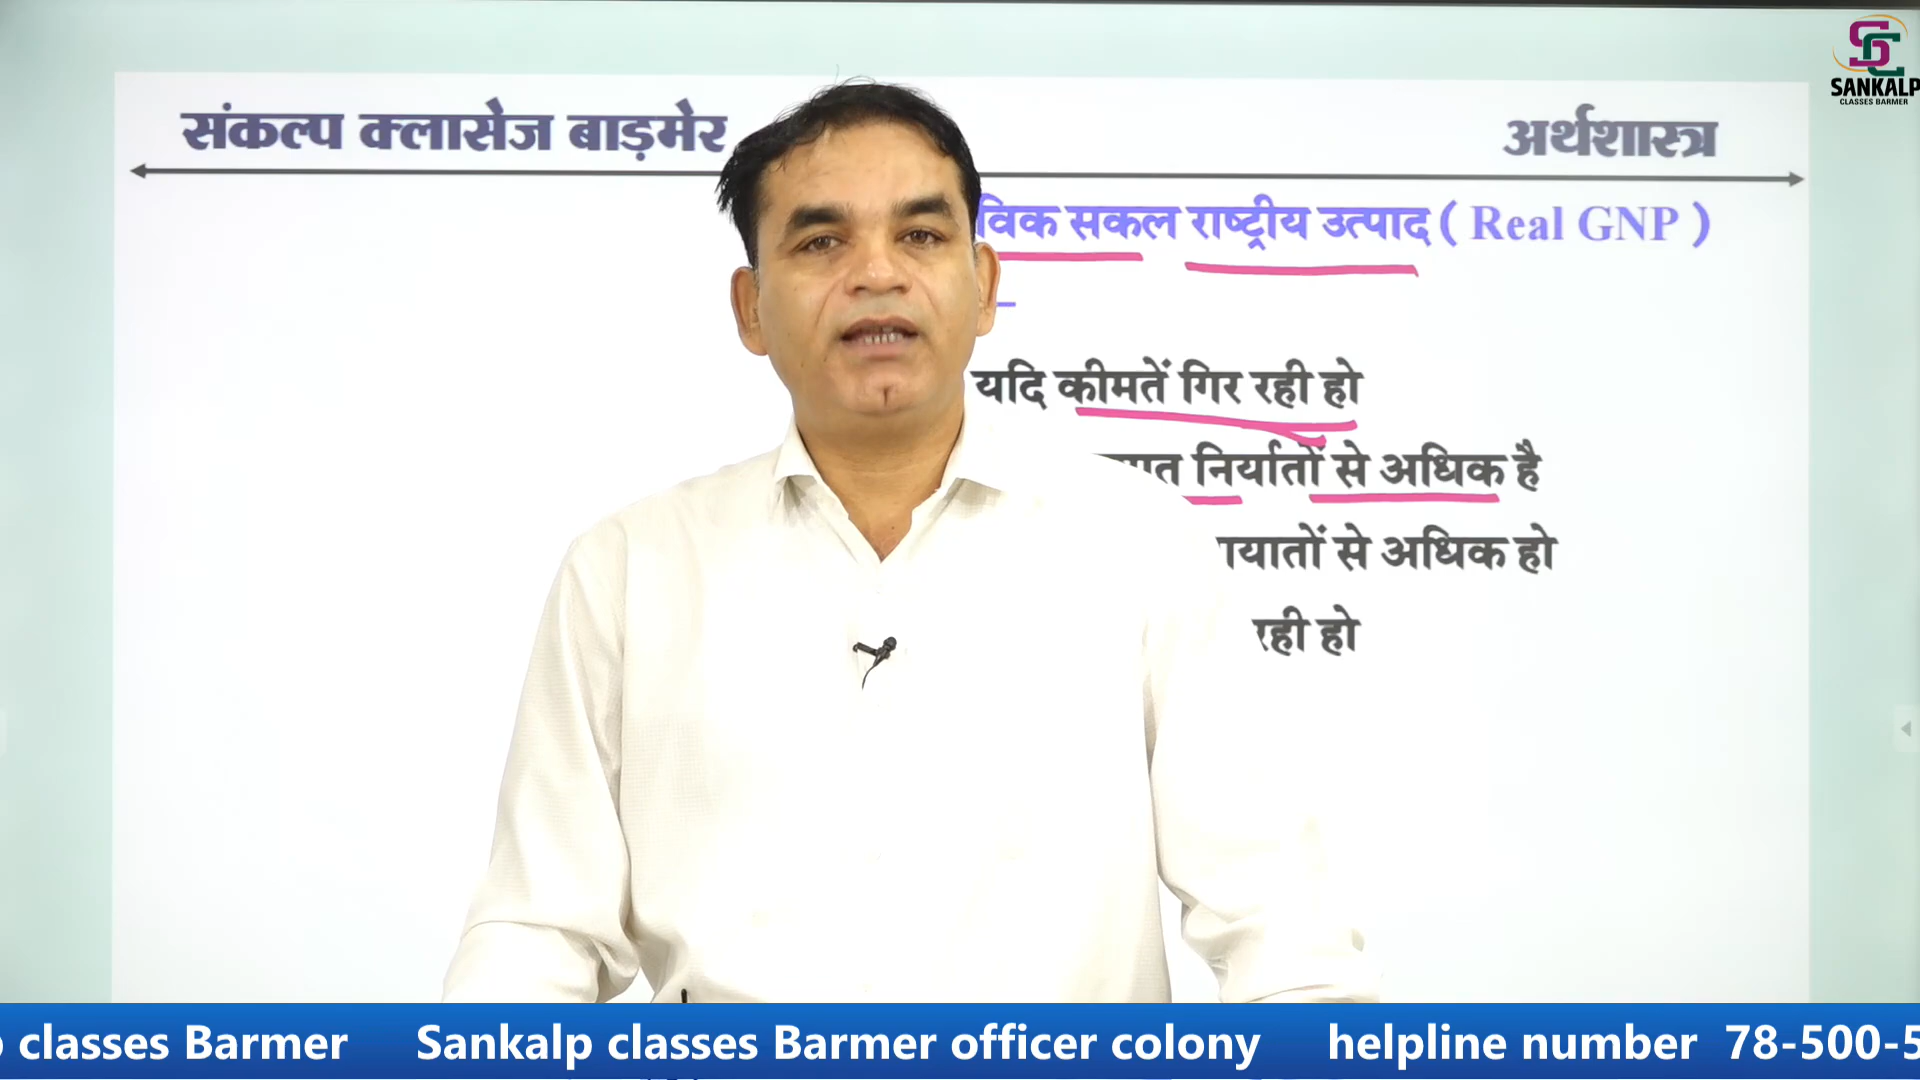 SC
SANKALP
CLASSES BARMER
संकल्प क्लासेज बाड़मेर
अर्थशास्त्र
सकल राष्ट्रीय उत्पाद ( Real GNP )
–
यदि कीमतें गिर रही हो
निर्यातों से अधिक है
से अधिक हो
रही हो
classes Barmer Sankalp classes Barmer officer colony helpline number 78-500-5